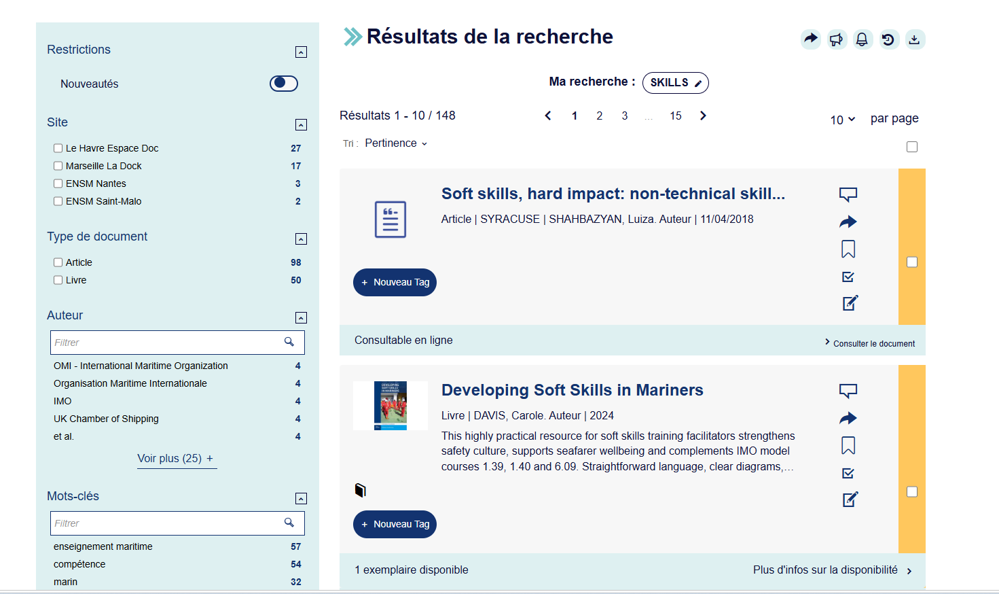 Restrictions
Nouveautés
Site
Le Havre Espace Doc 27
Marseille La Dock 17
ENSM Nantes 3
ENSM Saint-Malo 2
Type de document
Article 98
Livre 50
Auteur
Filtrer
OMI - International Maritime Organization 4
Organisation Maritime Internationale 4
IMO 4
UK Chamber of Shipping 4
et al. 4
Voir plus (25) +
Mots-clés
Filtrer
enseignement maritime 57
compétence 54
marin 32
Résultats de la recherche
Ma recherche : SKILLS
Résultats 1 - 10 / 148
1 2 3 ... 15
10 par page
Tri : Pertinence
Soft skills, hard impact: non-technical skill...
Article | SYRACUSE | SHAHBAZYAN, Luiza. Auteur | 11/04/2018
+ Nouveau Tag
Consultable en ligne
Consulter le document
DEVELOPING
SOFT SKILLS
IN MARINERS
Developing Soft Skills in Mariners
Livre | DAVIS, Carole. Auteur | 2024
This highly practical resource for soft skills training facilitators strengthens
safety culture, supports seafarer wellbeing and complements IMO model
courses 1.39, 1.40 and 6.09. Straightforward language, clear diagrams,...
+ Nouveau Tag
1 exemplaire disponible
Plus d'infos sur la disponibilité